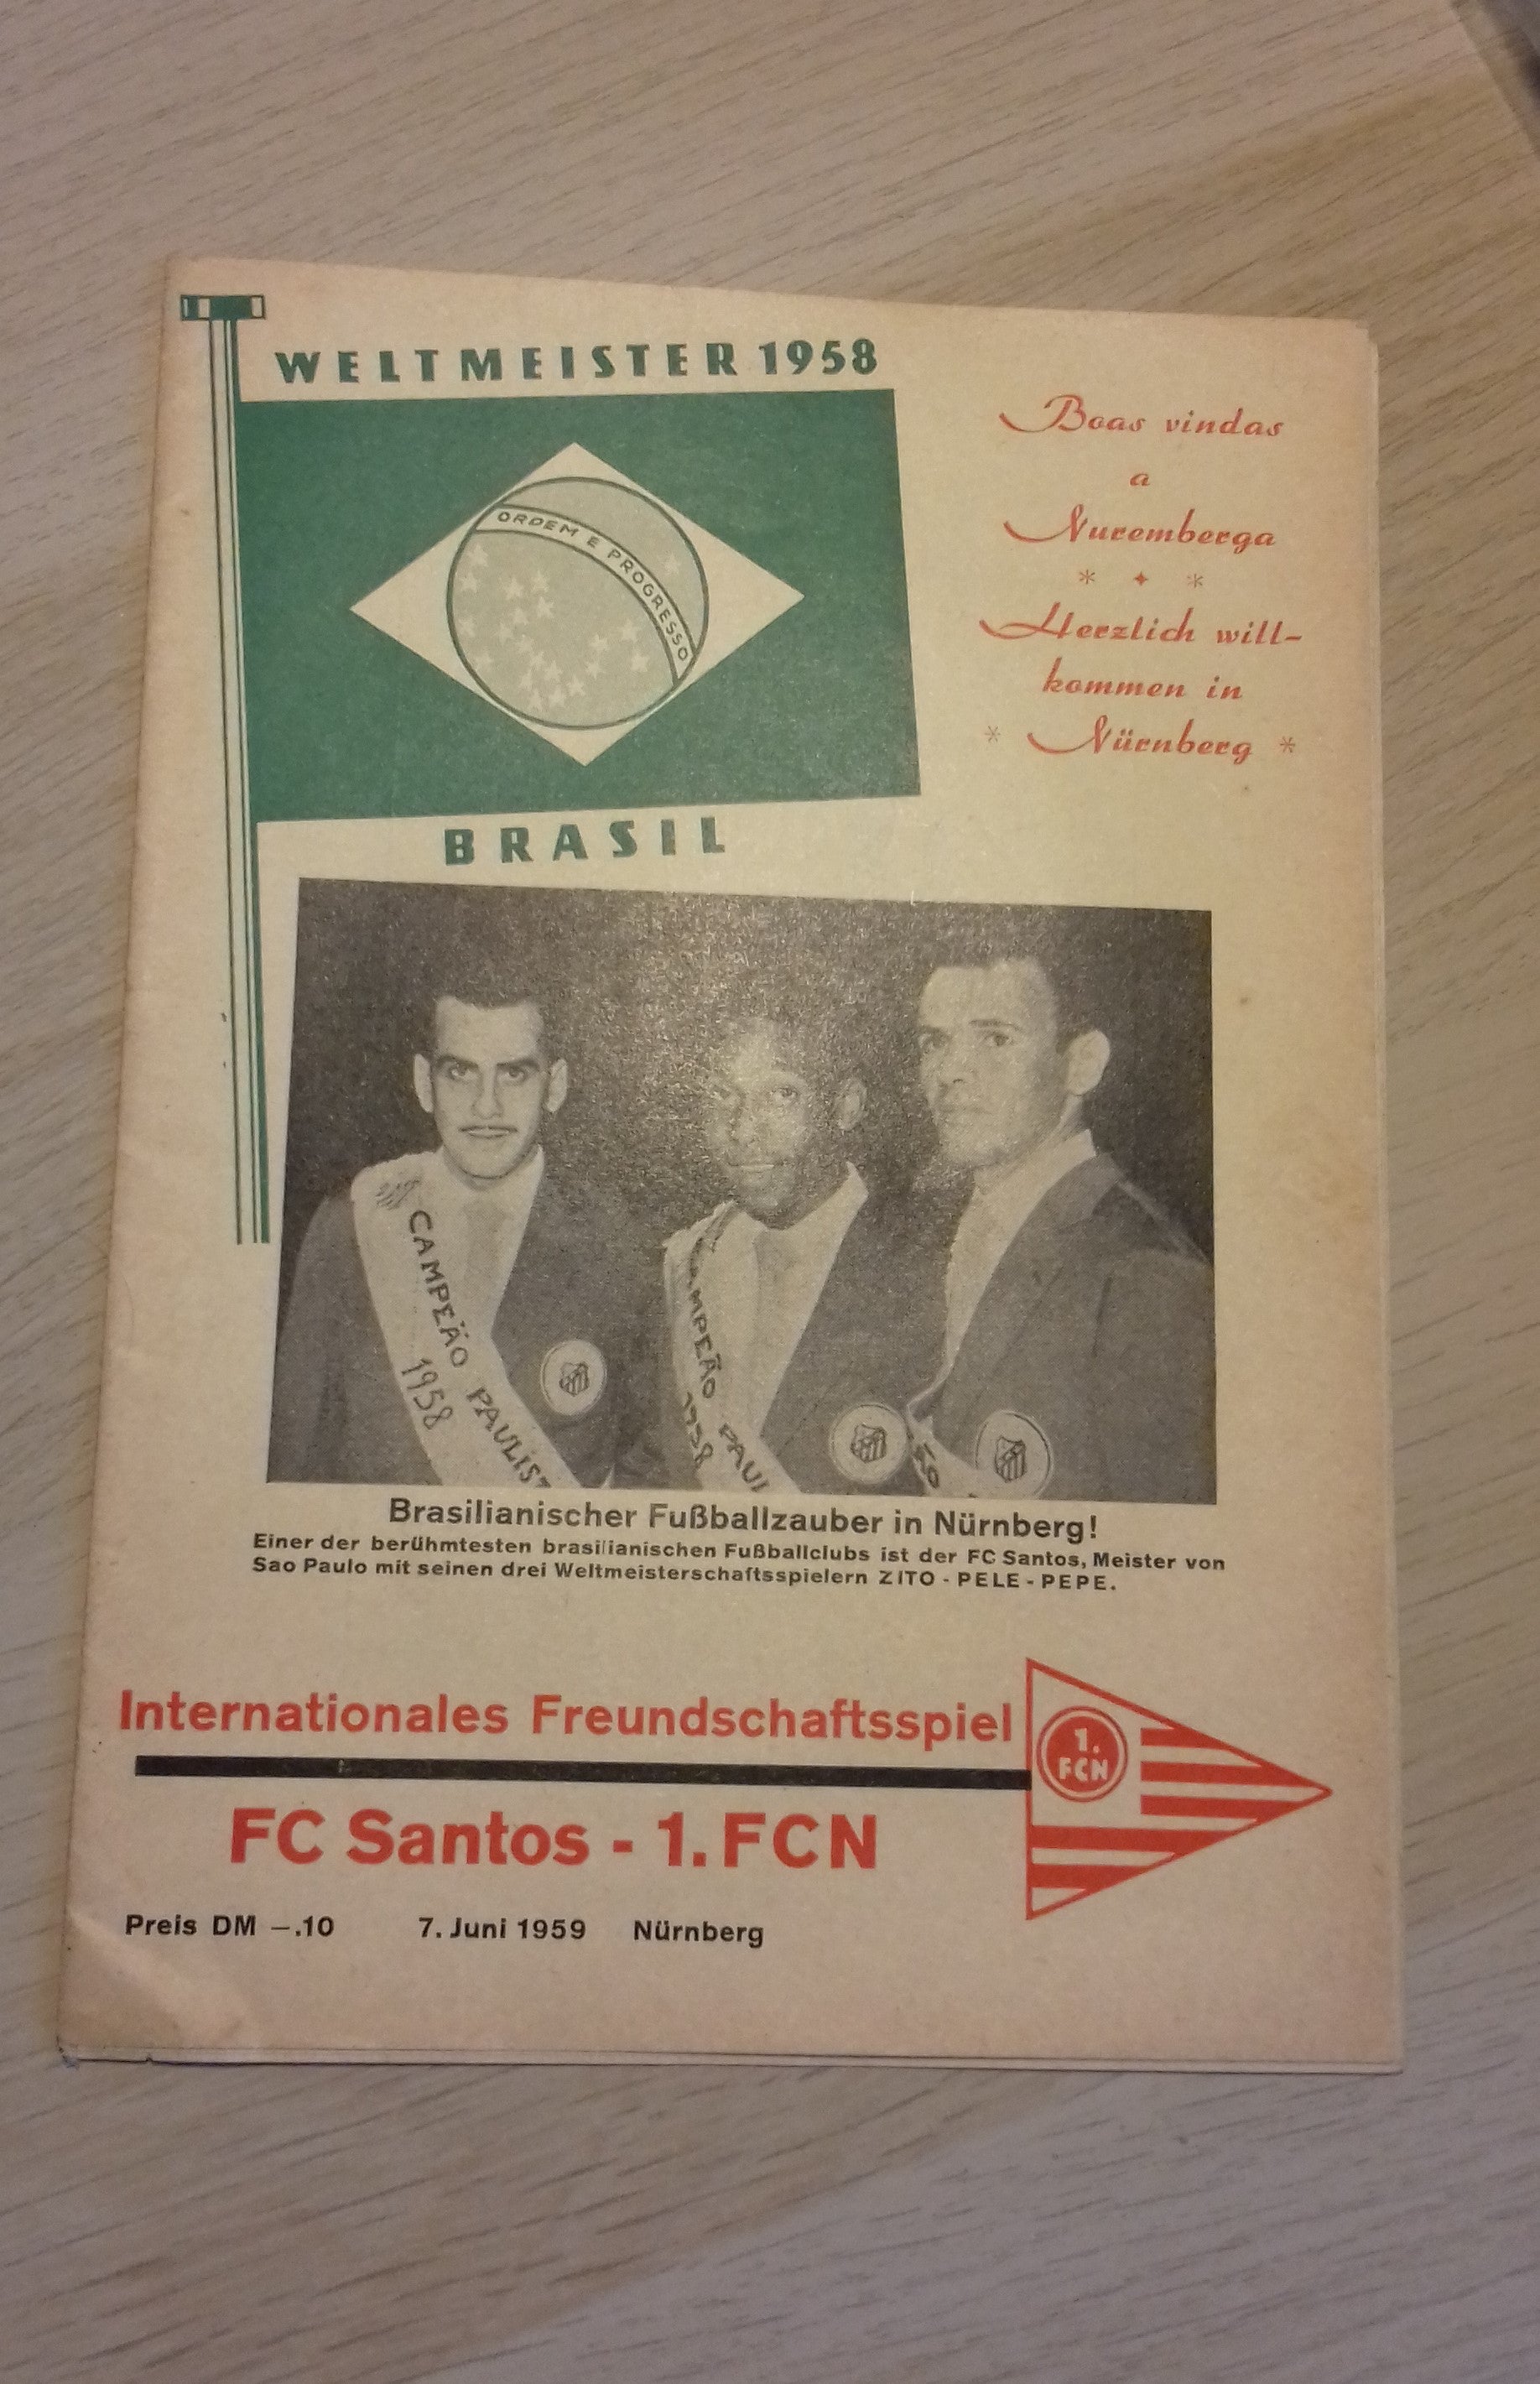 WELTMEISTER 1958
ORDEM E PROGRESSO
BRASIL
Boas vindas
a
Nuremberga
Herzlich will-
kommen in
Nürnberg
CAMPEÃO PAULIST
1958
CAMPEÃO PAUL
1958
ÃO
Brasilianischer Fußballzauber in Nürnberg!
Einer der berühmtesten brasilianischen Fußballclubs ist der FC Santos, Meister von
Sao Paulo mit seinen drei Weltmeisterschaftsspielern ZITO - PELE - PEPE.
Internationales Freundschaftsspiel
1.
FCN
FC Santos - 1. FCN
Preis DM —.10 7. Juni 1959 Nürnberg